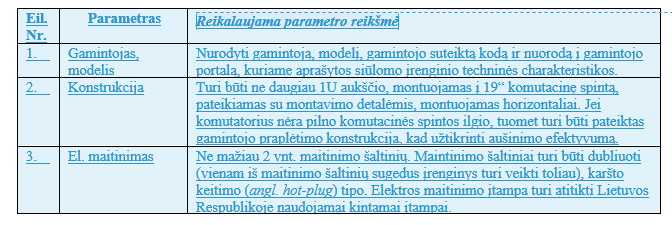 Eil. Parametras Reikalaujama parametro reikšmė
Nr.
1. Gamintojas, Nurodyti gamintoją, modelį, gamintojo suteiktą kodą ir nuorodą į gamintojo
modelis portalą, kuriame aprašytos siūlomo įrenginio techninės charakteristikos.
2. Konstrukcija Turi būti ne daugiau 1U aukščio, montuojamas į 19“ komutacinę spintą,
pateikiamas su montavimo detalėmis, montuojamas horizontaliai. Jei
komutatorius nėra pilno komutacinės spintos ilgio, tuomet turi būti pateiktas
gamintojo praplėtimo konstrukcija, kad užtikrinti aušinimo efektyvumą.
3. El. maitinimas Ne mažiau 2 vnt. maitinimo šaltinių. Maintinimo šaltiniai turi būti dubliuoti
(vienam iš maitinimo šaltinių sugedus įrenginys turi veikti toliau), karšto
keitimo (angl. hot-plug) tipo. Elektros maitinimo įtampa turi atitikti Lietuvos
Respublikoje naudojamai kintamai įtampai.